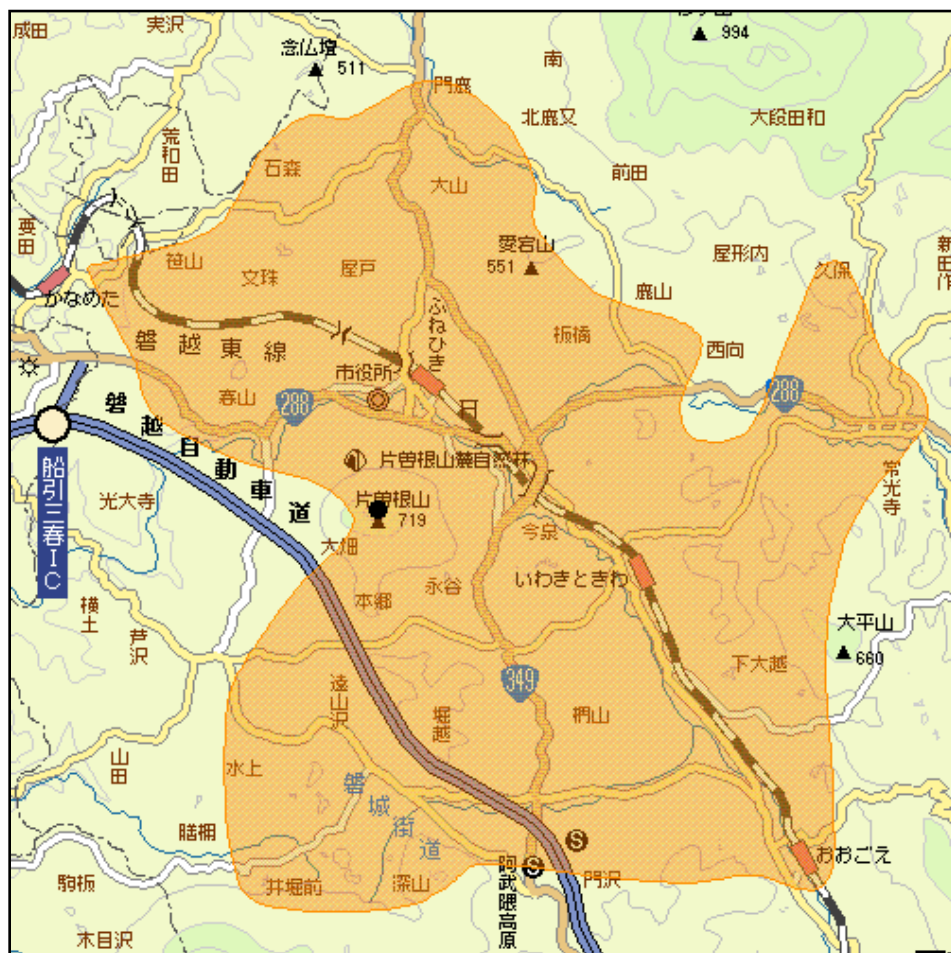 成田
実沢
念仏壇
511
994
門鹿
南
北鹿又
大段田和
荒和田
石森
大山
前田
要田
笹山
文珠
屋戸
愛宕山
551
屋形内
久保
かなめた
鹿山
ふねひき
板橋
磐越東線
西向
市役所
春山
288
288
磐越自動車道
片曽根山麓自然林
常光寺
船引三春IC
光大寺
片曽根山
719
大畑
今泉
いわきときわ
永谷
本郷
横土
芦沢
大平山
660
下大越
349
遠山沢
堀越
椚山
山田
水上
磐城街道
膳棚
おおごえ
駒板
井堀前
深山
阿武隈高原
門沢
木目沢
S
S